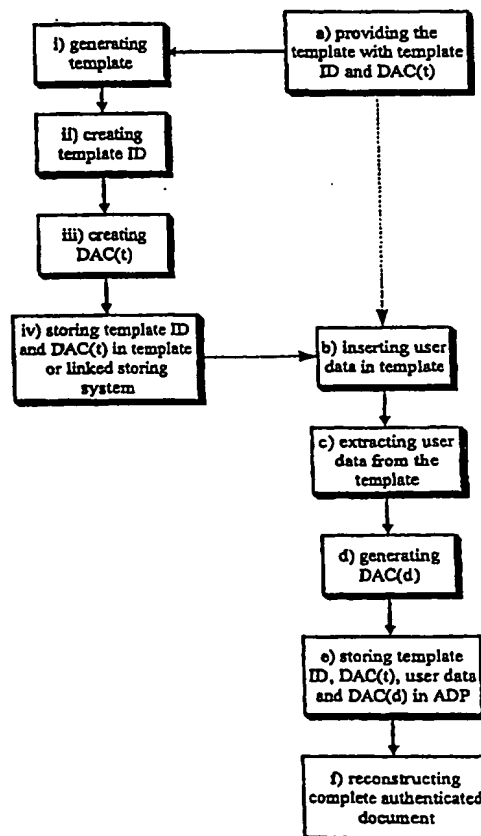 i) generating
template
a) providing the
template with template
ID and DAC(t)
ii) creating
template ID
iii) creating
DAC(t)
iv) storing template ID
and DAC(t) in template
or linked storing
system
b) inserting user
data in template
c) extracting user
data from the
template
d) generating
DAC(d)
e) storing template
ID, DAC(t), user data
and DAC(d) in ADP
f) reconstructing
complete authenticated
document